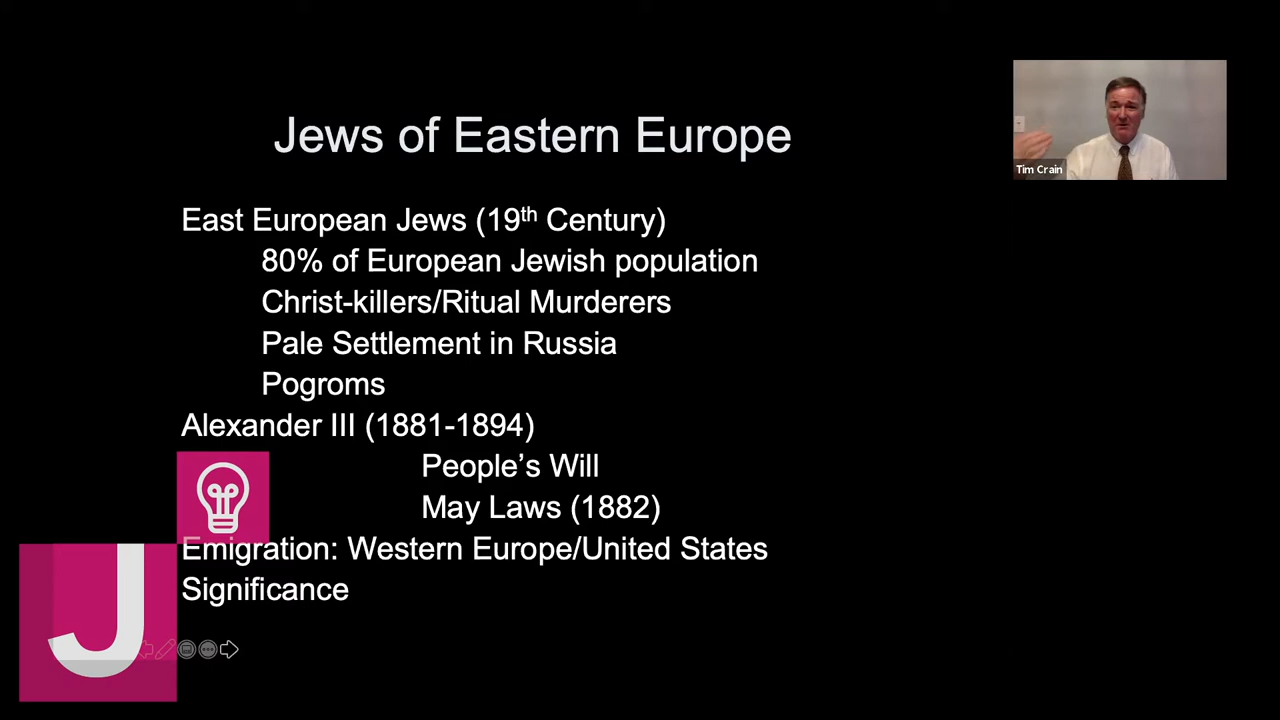 Jews of Eastern Europe
Tim Crain
East European Jews (19th Century)
80% of European Jewish population
Christ-killers/Ritual Murderers
Pale Settlement in Russia
Pogroms
Alexander III (1881-1894)
People’s Will
May Laws (1882)
Emigration: Western Europe/United States
Significance
J